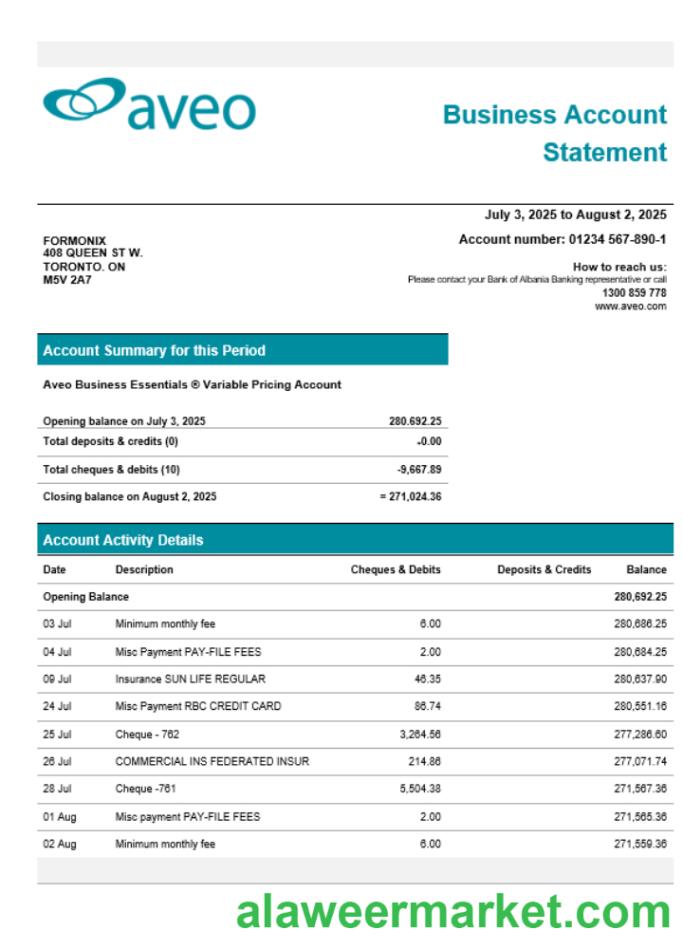 aveo
Business Account
Statement
July 3, 2025 to August 2, 2025
FORMONIX
408 QUEEN ST W.
TORONTO. ON
M5V 2A7
Account number: 01234 567-890-1
How to reach us:
Please contact your Bank of Albania Banking representative or call
1300 859 778
www.aveo.com
Account Summary for this Period
Aveo Business Essentials ® Variable Pricing Account
Opening balance on July 3, 2025 280.692.25
Total deposits & credits (0) -0.00
Total cheques & debits (10) -9,667.89
Closing balance on August 2, 2025 = 271,024.36
Account Activity Details
Date Description Cheques & Debits Deposits & Credits Balance
Opening Balance 280,692.25
03 Jul Minimum monthly fee 6.00 280,686.25
04 Jul Misc Payment PAY-FILE FEES 2.00 280,684.25
09 Jul Insurance SUN LIFE REGULAR 46.35 280,637.90
24 Jul Misc Payment RBC CREDIT CARD 86.74 280,551.16
25 Jul Cheque - 762 3,264.56 277,286.60
26 Jul COMMERCIAL INS FEDERATED INSUR 214.86 277,071.74
28 Jul Cheque -761 5,504.38 271,567.36
01 Aug Misc payment PAY-FILE FEES 2.00 271,565.36
02 Aug Minimum monthly fee 6.00 271,559.36
alaweermarket.com